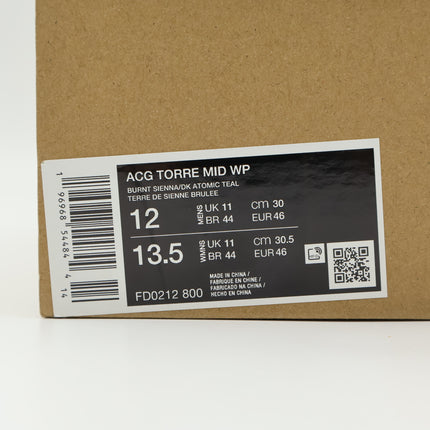 ACG TORRE MID WP
BURNT SIENNA/DK ATOMIC TEAL
TERRE DE SIENNE BRULEE
12 MENS UK 11 CM 30
BR 44 EUR 46
13.5 WMNS UK 11 CM 30.5
BR 44 EUR 46
MADE IN CHINA /
FABRIQUE EN CHINE /
FABRICADO NA CHINA /
HECHO EN CHINA
FD0212 800
1 96968 54484 4 14